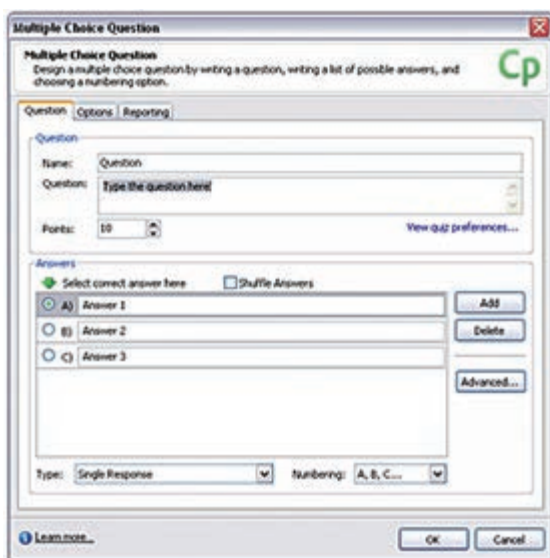 Multiple Choice Question
Multiple Choice Question
Design a multiple choice question by writing a question, writing a list of possible answers, and
choosing a numbering option.
Cp
Question Options Reporting
Question
Name: Question
Question: Type the question here
Points: 10 View quiz preferences...
Answers
Select correct answer here Shuffle Answers
A) Answer 1 Add
B) Answer 2 Delete
C) Answer 3
Advanced...
Type: Single Response Numbering: A, B, C...
Learn more... OK Cancel